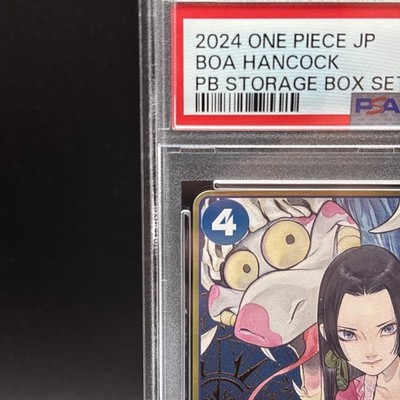 2024 ONE PIECE JP
BOA HANCOCK
PB STORAGE BOX SET
PSA
4